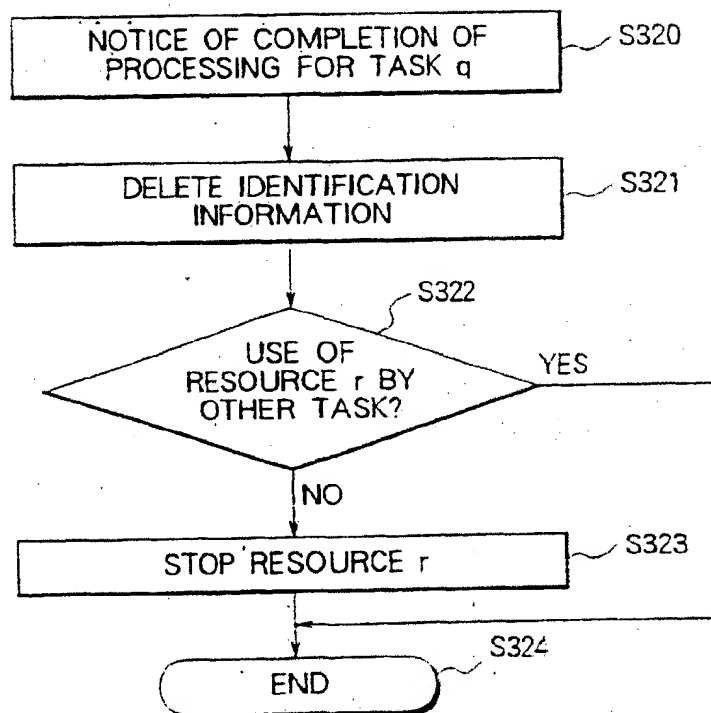 NOTICE OF COMPLETION OF
PROCESSING FOR TASK q
S320
DELETE IDENTIFICATION
INFORMATION
S321
S322
USE OF
RESOURCE r BY
OTHER TASK?
YES
NO
STOP RESOURCE r
S323
S324
END